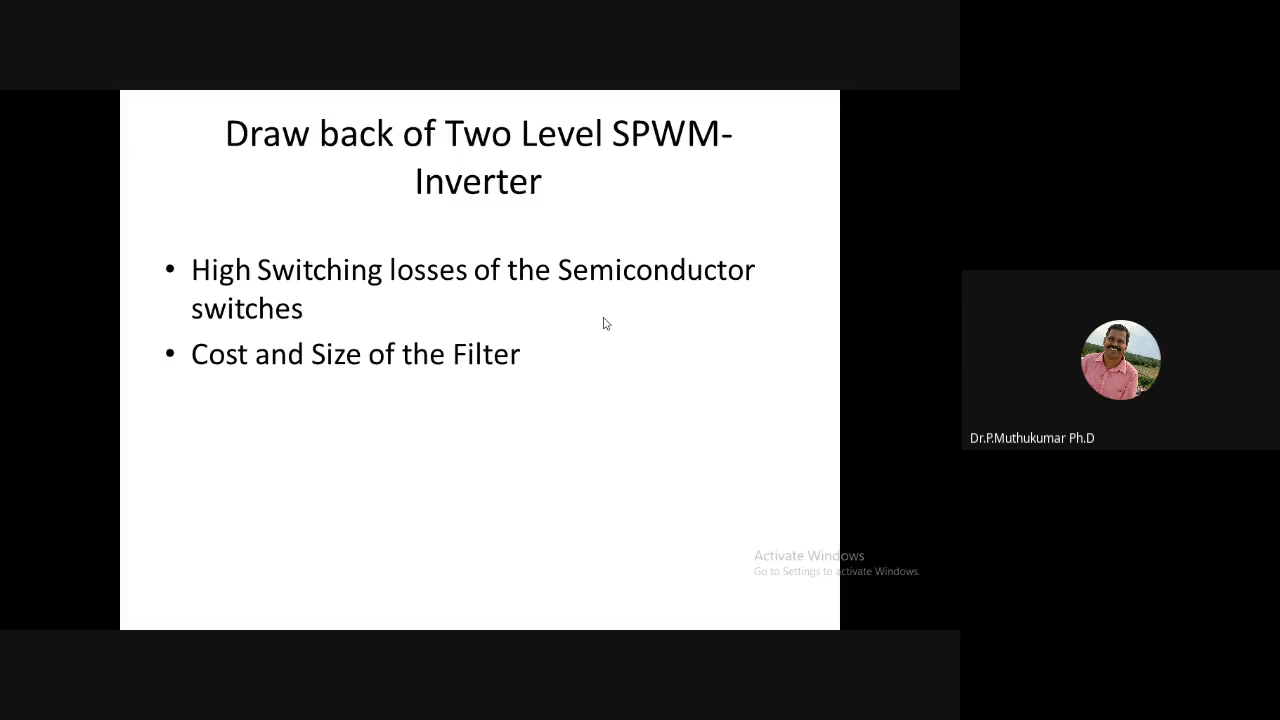 Draw back of Two Level SPWM-
Inverter
• High Switching losses of the Semiconductor
switches
• Cost and Size of the Filter
Dr.P.Muthukumar Ph.D
Activate Windows
Go to Settings to activate Windows.